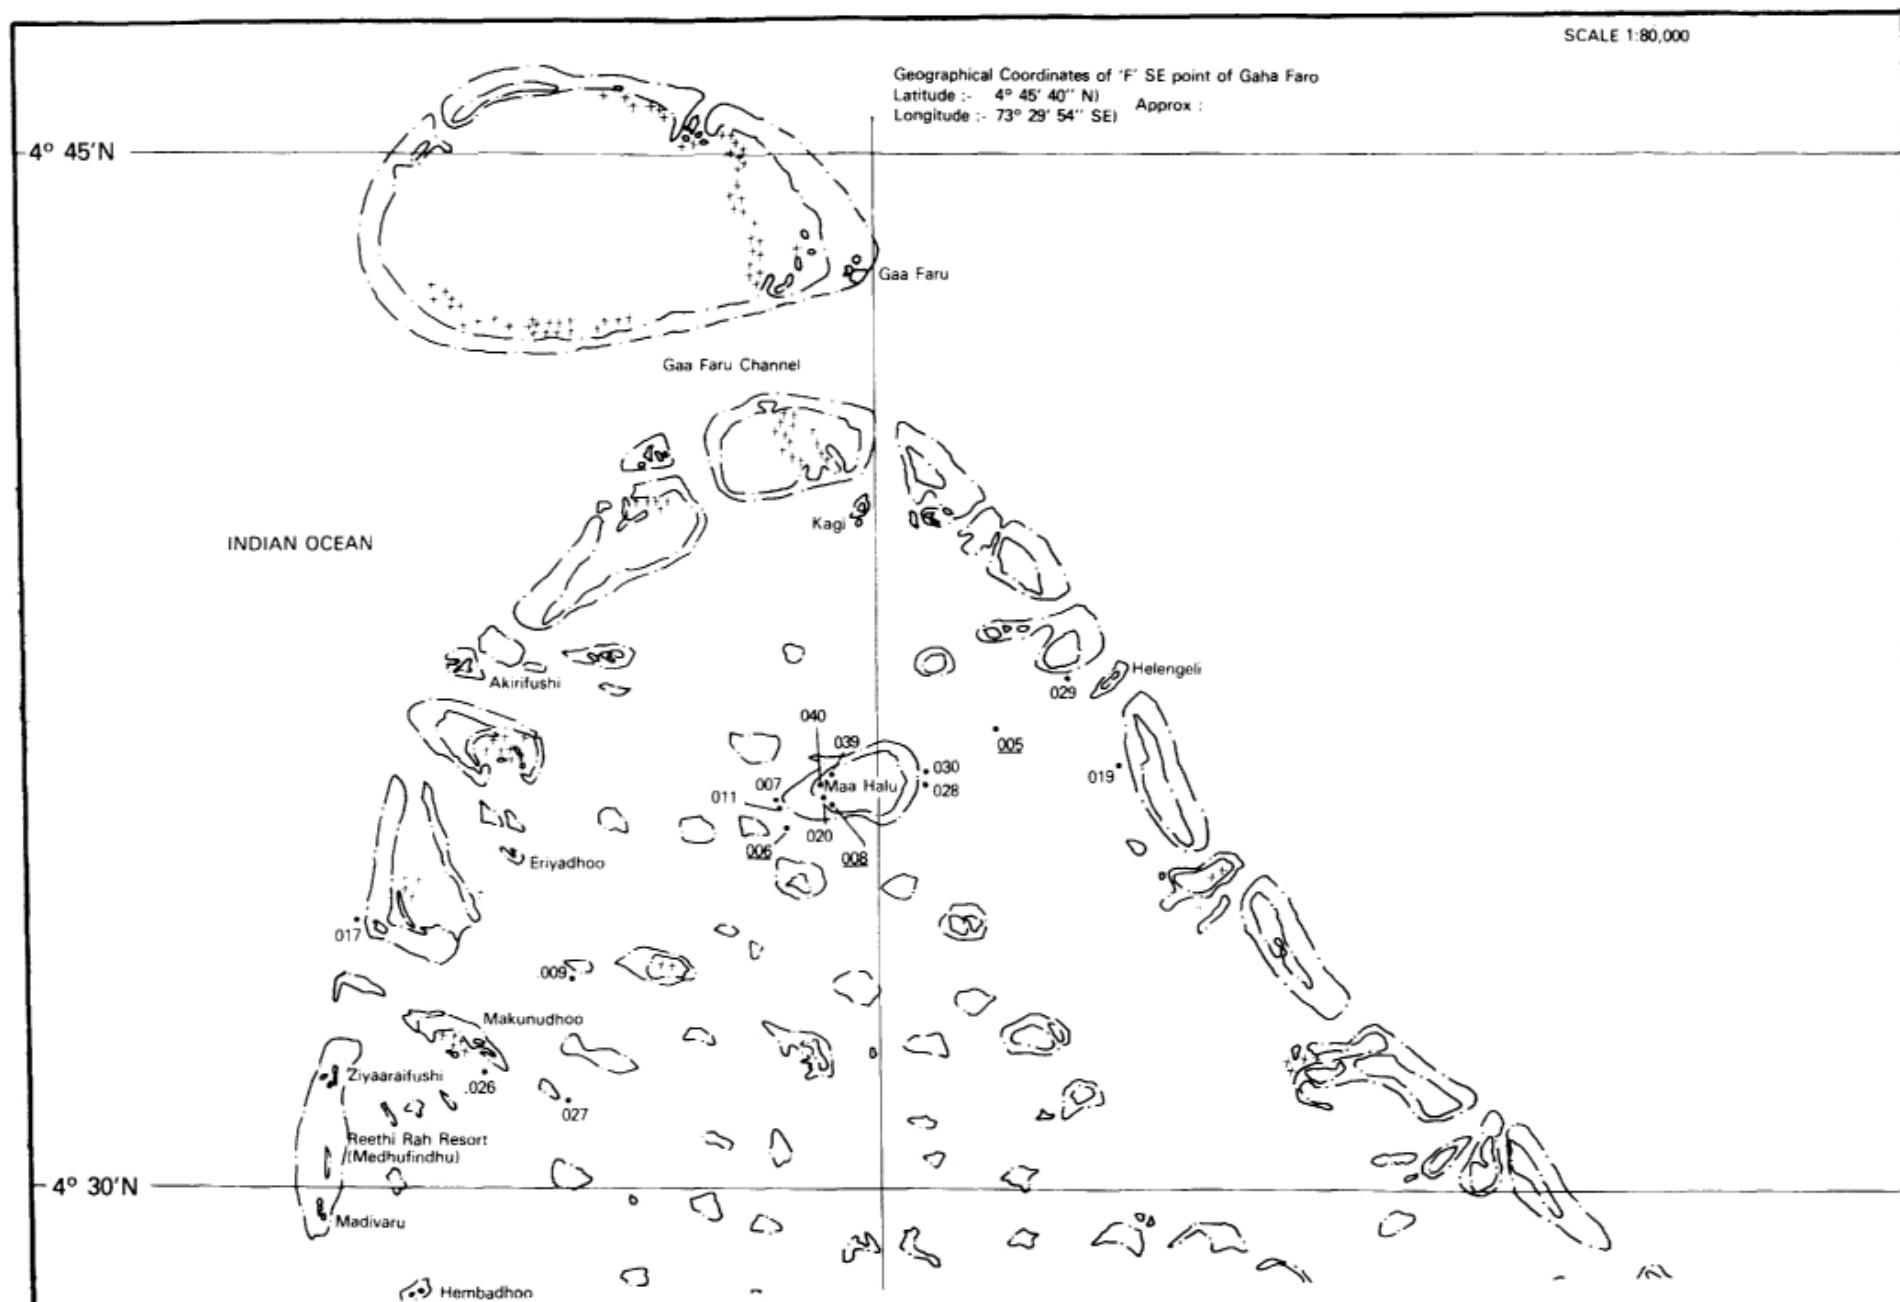 SCALE 1:80,000
Geographical Coordinates of 'F' SE point of Gaha Faro
Latitude :- 4° 45' 40'' N)
Approx :
Longitude :- 73° 29' 54'' SE)
4° 45'N
Gaa Faru
Gaa Faru Channel
Kagi
INDIAN OCEAN
Helengeli
Akirifushi
029
040
039
005
030
019
007
Maa Halu
028
011
020
006
008
Eriyadhoo
017
.009
Makunudhoo
Ziyaaraifushi
.026
027
Reethi Rah Resort
(Medhufindhu)
4° 30'N
Madivaru
Hembadhoo